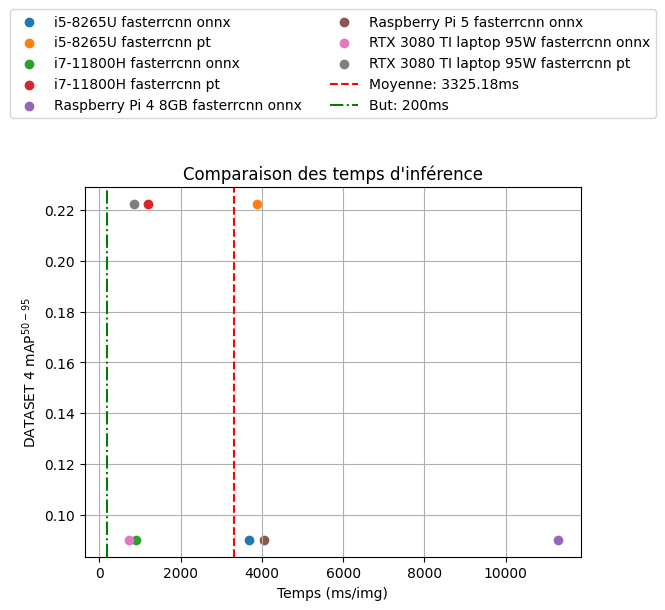 i5-8265U fasterrcnn onnx
i5-8265U fasterrcnn pt
i7-11800H fasterrcnn onnx
i7-11800H fasterrcnn pt
Raspberry Pi 4 8GB fasterrcnn onnx
Raspberry Pi 5 fasterrcnn onnx
RTX 3080 TI laptop 95W fasterrcnn onnx
RTX 3080 TI laptop 95W fasterrcnn pt
Moyenne: 3325.18ms
But: 200ms
Comparaison des temps d'inférence
DATASET 4 mAP50−95
0.22
0.20
0.18
0.16
0.14
0.12
0.10
0 2000 4000 6000 8000 10000
Temps (ms/img)